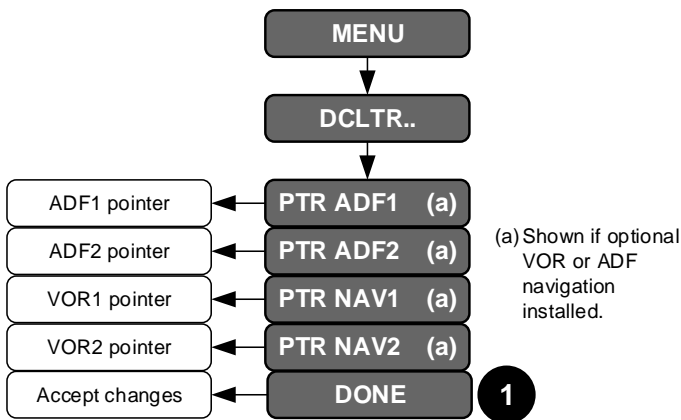 MENU
DCLTR..
ADF1 pointer
PTR ADF1 (a)
ADF2 pointer
PTR ADF2 (a)
VOR1 pointer
PTR NAV1 (a)
VOR2 pointer
PTR NAV2 (a)
Accept changes
DONE
1
(a) Shown if optional
VOR or ADF
navigation
installed.